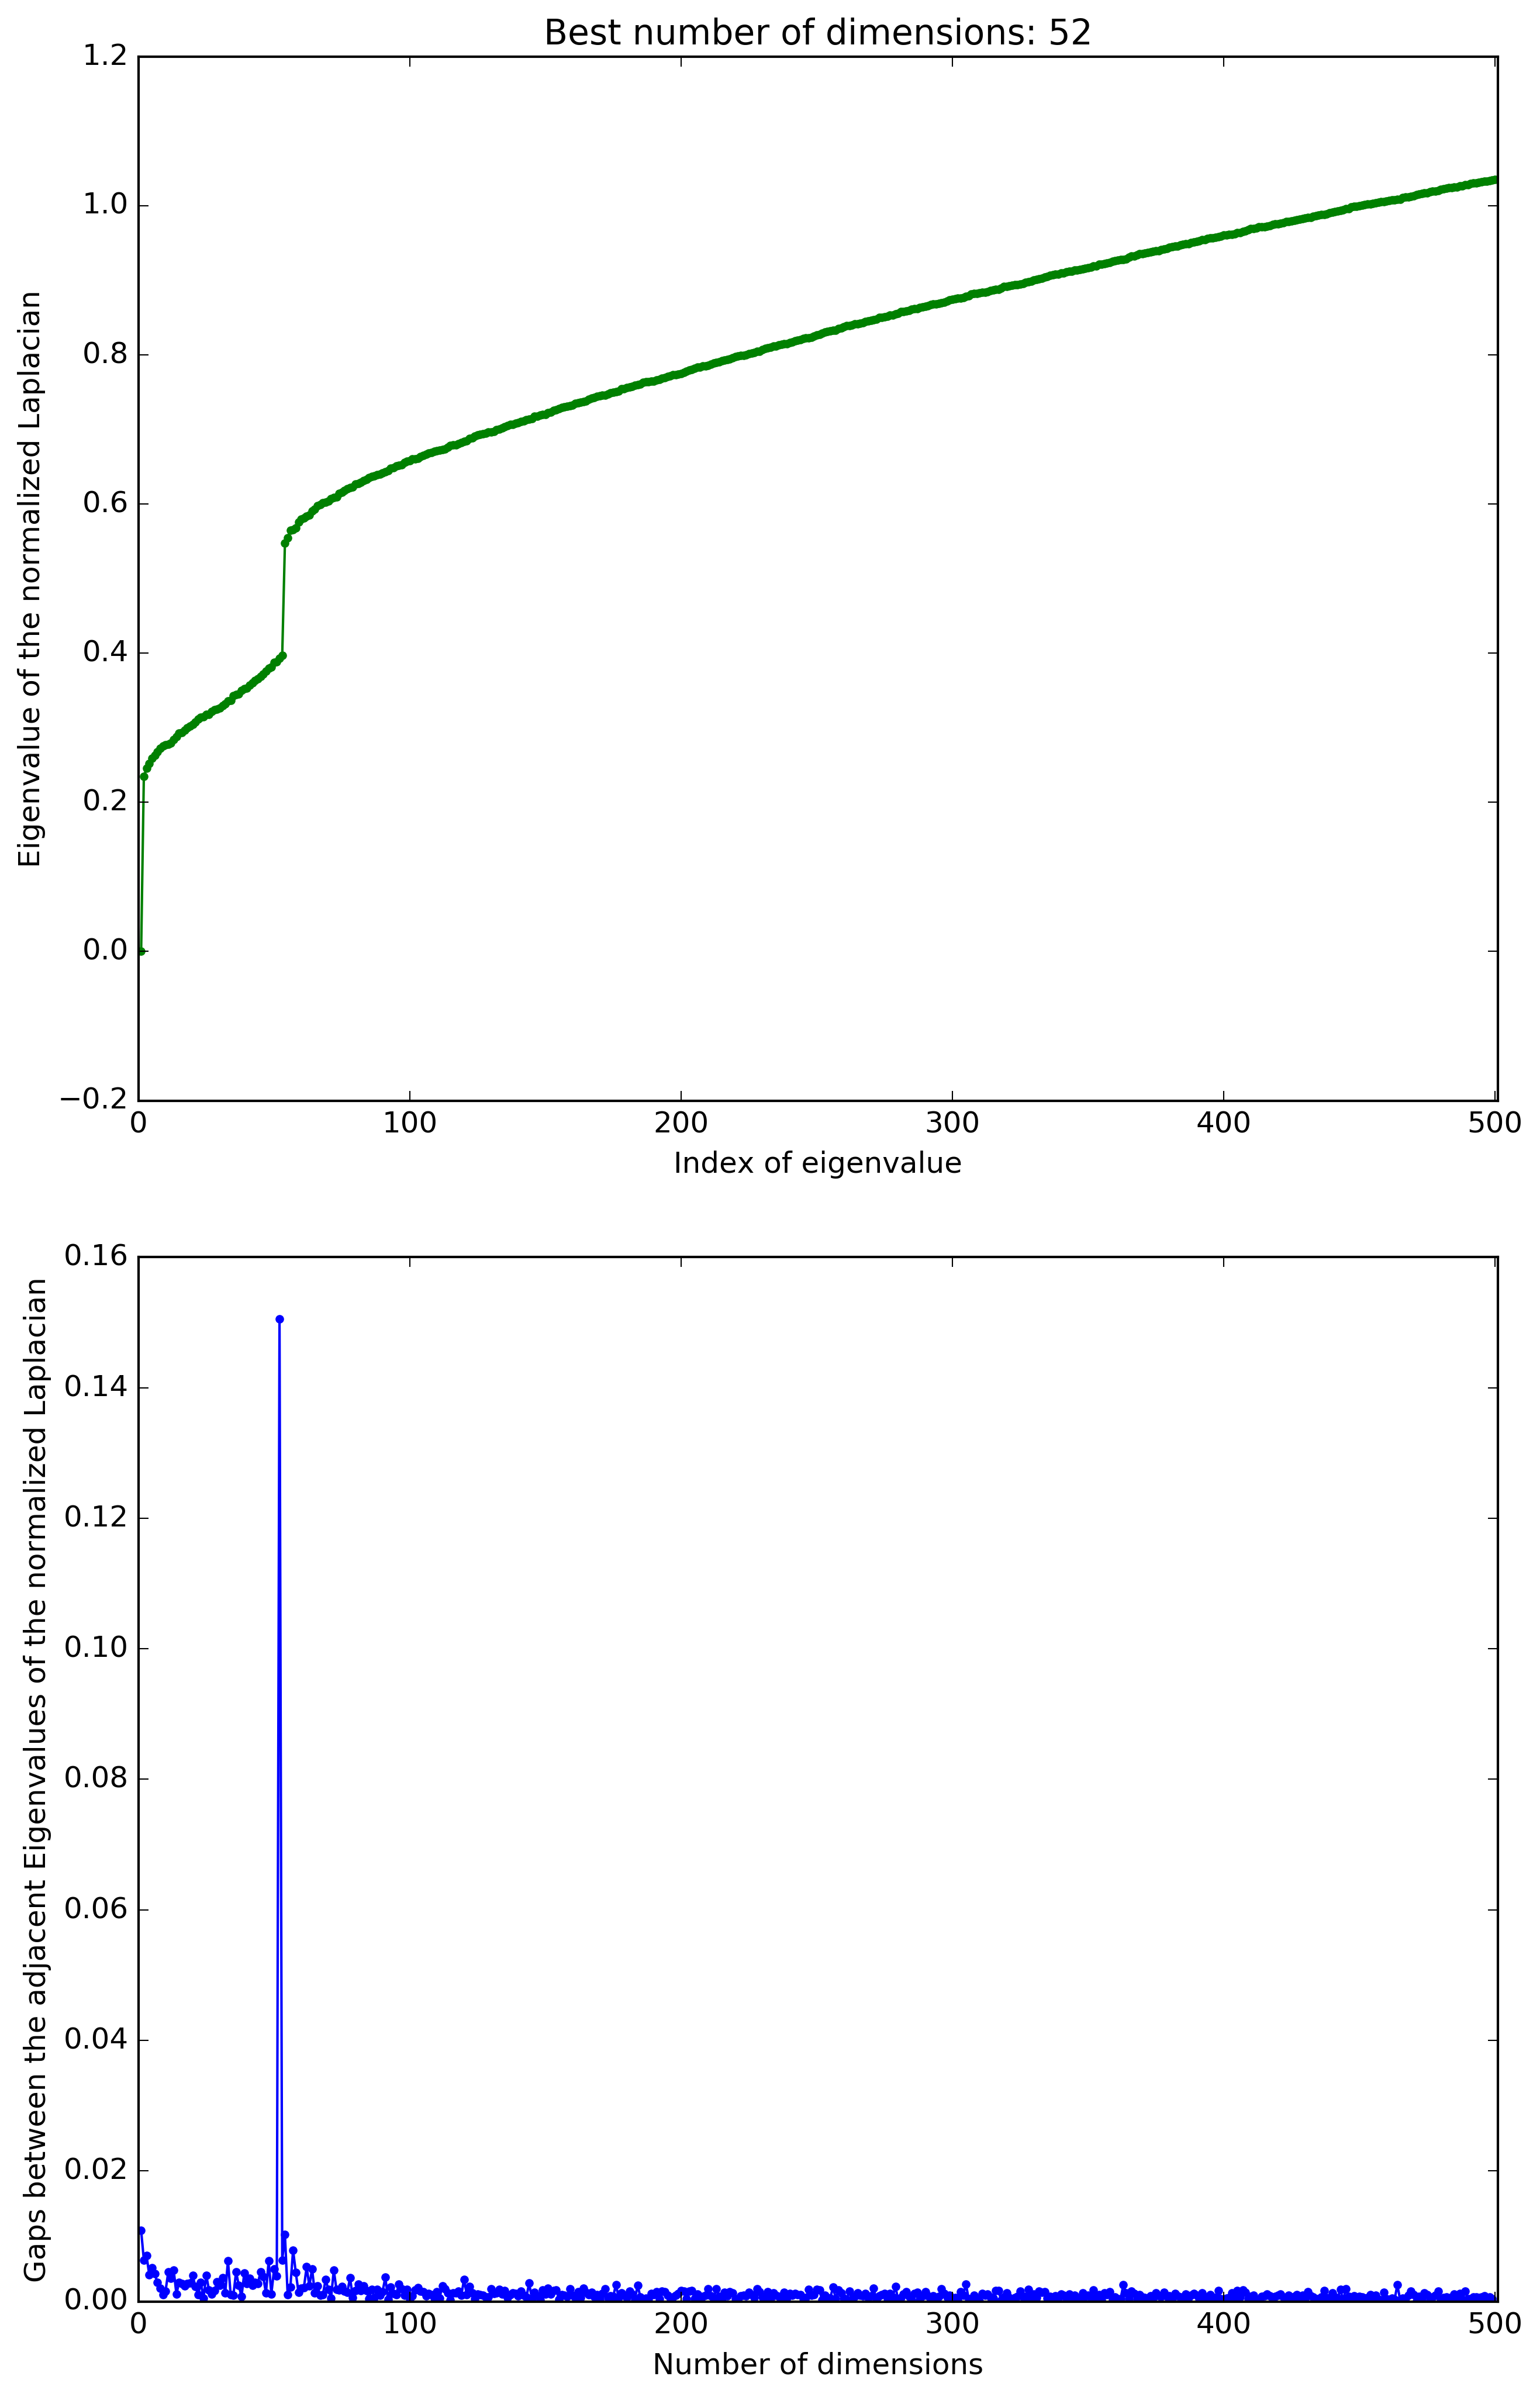 Best number of dimensions: 52
1.2
1.0
0.8
0.6
0.4
0.2
0.0
−0.2
Eigenvalue of the normalized Laplacian
0 100 200 300 400 500
Index of eigenvalue
0.16
0.14
0.12
0.10
0.08
0.06
0.04
0.02
0.00
Gaps between the adjacent Eigenvalues of the normalized Laplacian
0 100 200 300 400 500
Number of dimensions